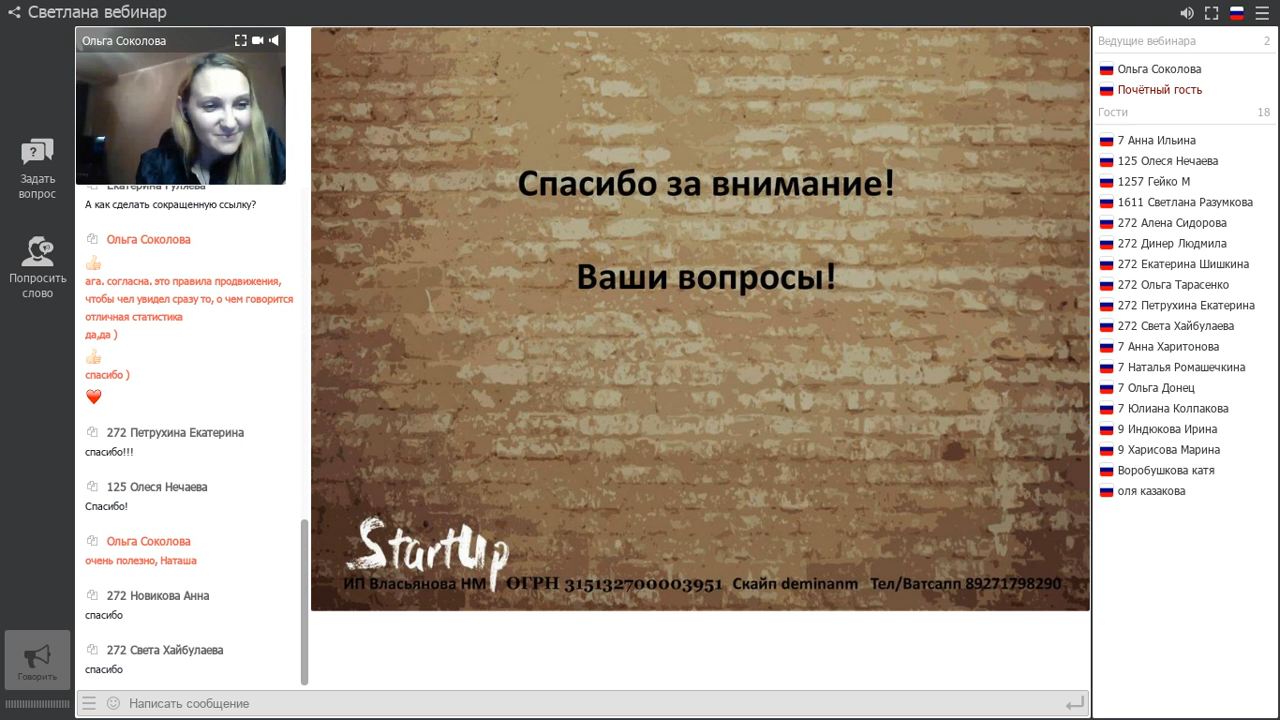 Светлана вебинар
Ольга Соколова
Задать
вопрос
Попросить
слово
Говорить
Екатерина Гуляева
А как сделать сокращенную ссылку?
Ольга Соколова
ага. согласна. это правила продвижения,
чтобы чел увидел сразу то, о чем говорится
отличная статистика
да,да )
спасибо )
272 Петрухина Екатерина
спасибо!!!
125 Олеся Нечаева
Спасибо!
Ольга Соколова
очень полезно, Наташа
272 Новикова Анна
спасибо
272 Света Хайбулаева
спасибо
Написать сообщение
Спасибо за внимание!
Ваши вопросы!
StartUp
ИП Власьянова НМ ОГРН 315132700003951 Скайп deminanm Тел/Ватсапп 89271798290
Ведущие вебинара 2
Ольга Соколова
Почётный гость
Гости 18
7 Анна Ильина
125 Олеся Нечаева
1257 Гейко М
1611 Светлана Разумкова
272 Алена Сидорова
272 Динер Людмила
272 Екатерина Шишкина
272 Ольга Тарасенко
272 Петрухина Екатерина
272 Света Хайбулаева
7 Анна Харитонова
7 Наталья Ромашечкина
7 Ольга Донец
7 Юлиана Колпакова
9 Индюкова Ирина
9 Харисова Марина
Воробушкова катя
оля казакова